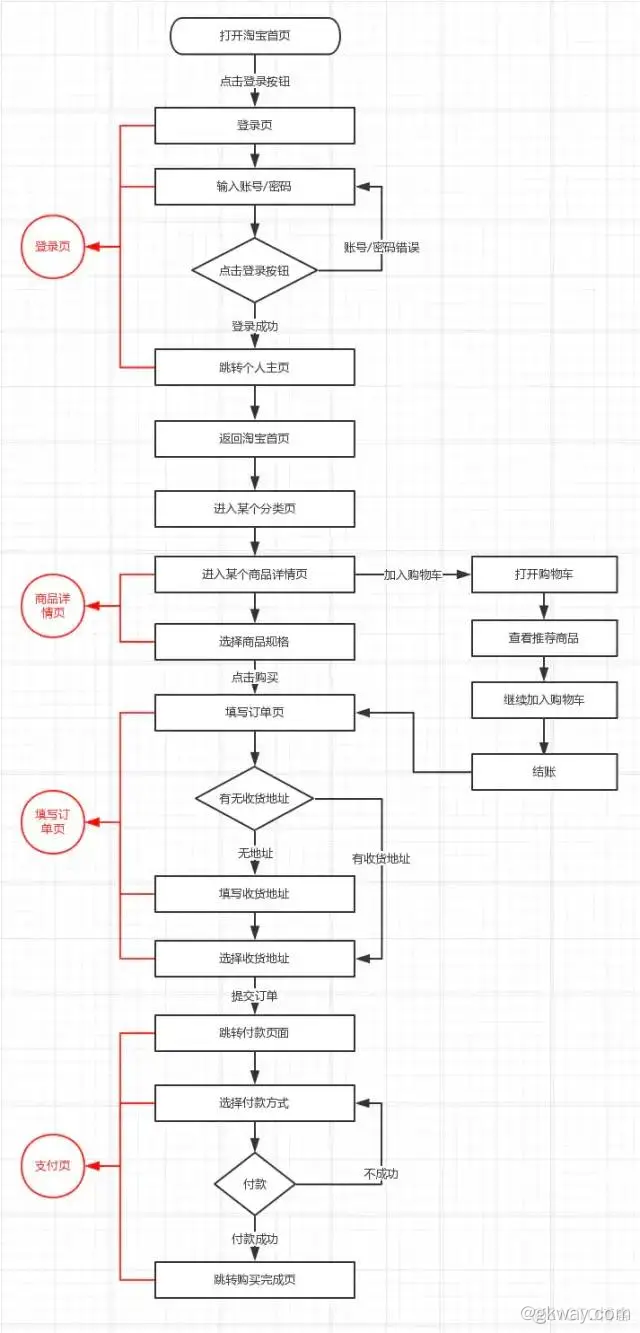 打开淘宝首页
点击登录按钮
登录页
输入账号/密码
登录页
账号/密码错误
点击登录按钮
登录成功
跳转个人主页
返回淘宝首页
进入某个分类页
进入某个商品详情页
加入购物车
打开购物车
商品详
情页
选择商品规格
查看推荐商品
点击购买
填写订单页
继续加入购物车
结账
填写订
单页
有无收货地址
无地址
有收货地址
填写收货地址
选择收货地址
提交订单
跳转付款页面
选择付款方式
支付页
不成功
付款
付款成功
跳转购买完成页
@gkway.com